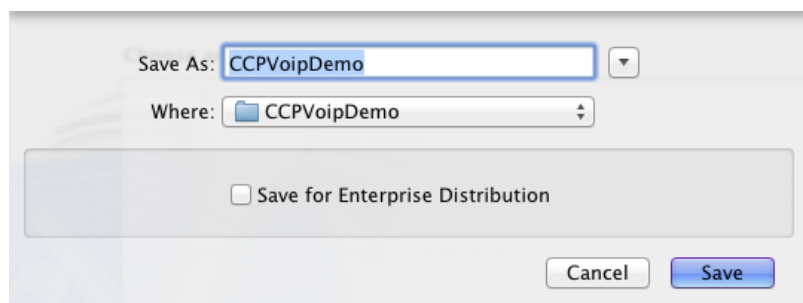 Save As: CCPVoipDemo
Where: CCPVoipDemo
Save for Enterprise Distribution
Cancel Save